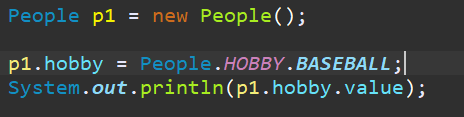 People p1 = new People();
p1.hobby = People.HOBBY.BASEBALL;
System.out.println(p1.hobby.value);